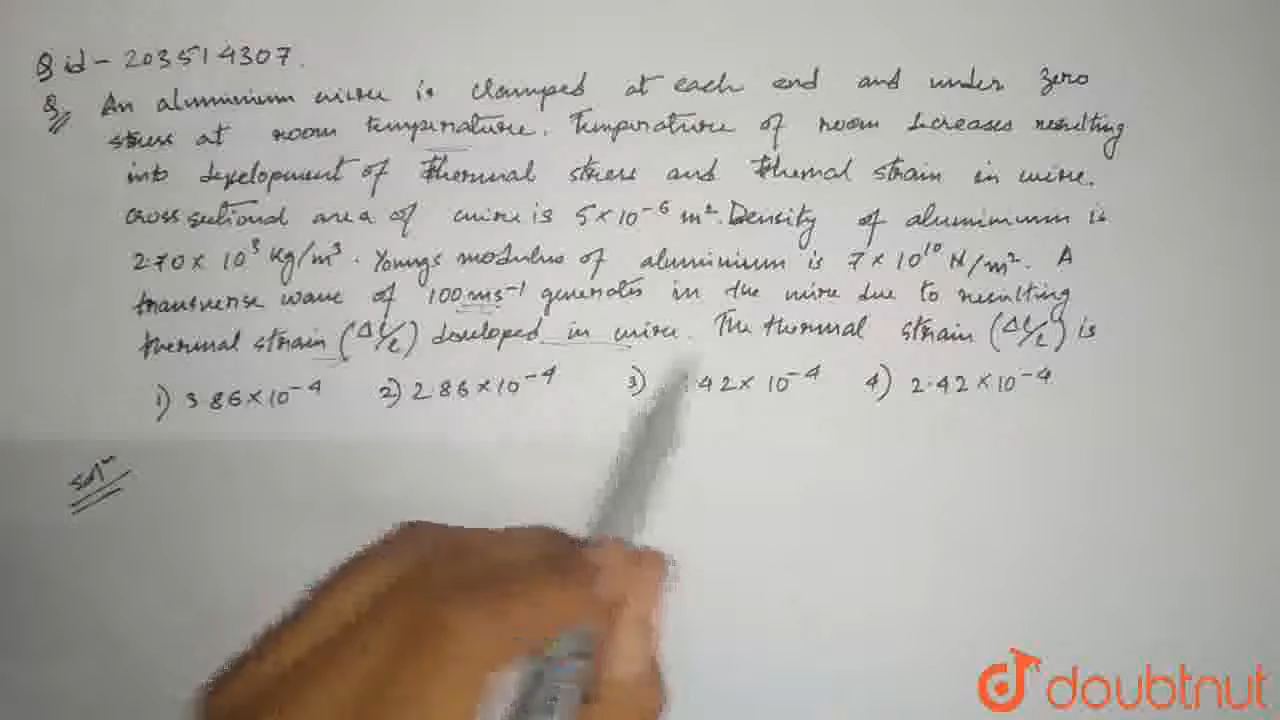 Q id - 203514307.
Q An aluminium wire is clamped at each end and under zero
stress at room temperature. Temperature of room decreases resulting
into development of thermal stress and thermal strain in wire.
cross sectional area of wire is 5×10⁻⁶ m². Density of aluminium is
2.70 × 10³ Kg/m³. Youngs modulus of aluminium is 7×10¹⁰ N/m². A
transverse wave of 100 ms⁻¹ generates in the wire due to resulting
thermal strain (Δl/l) developed in wire. The thermal strain (Δl/l) is
1) 3.86×10⁻⁴ 2) 2.86×10⁻⁴ 3) 42×10⁻⁴ 4) 2.42×10⁻⁴
Solⁿ
doubtnut